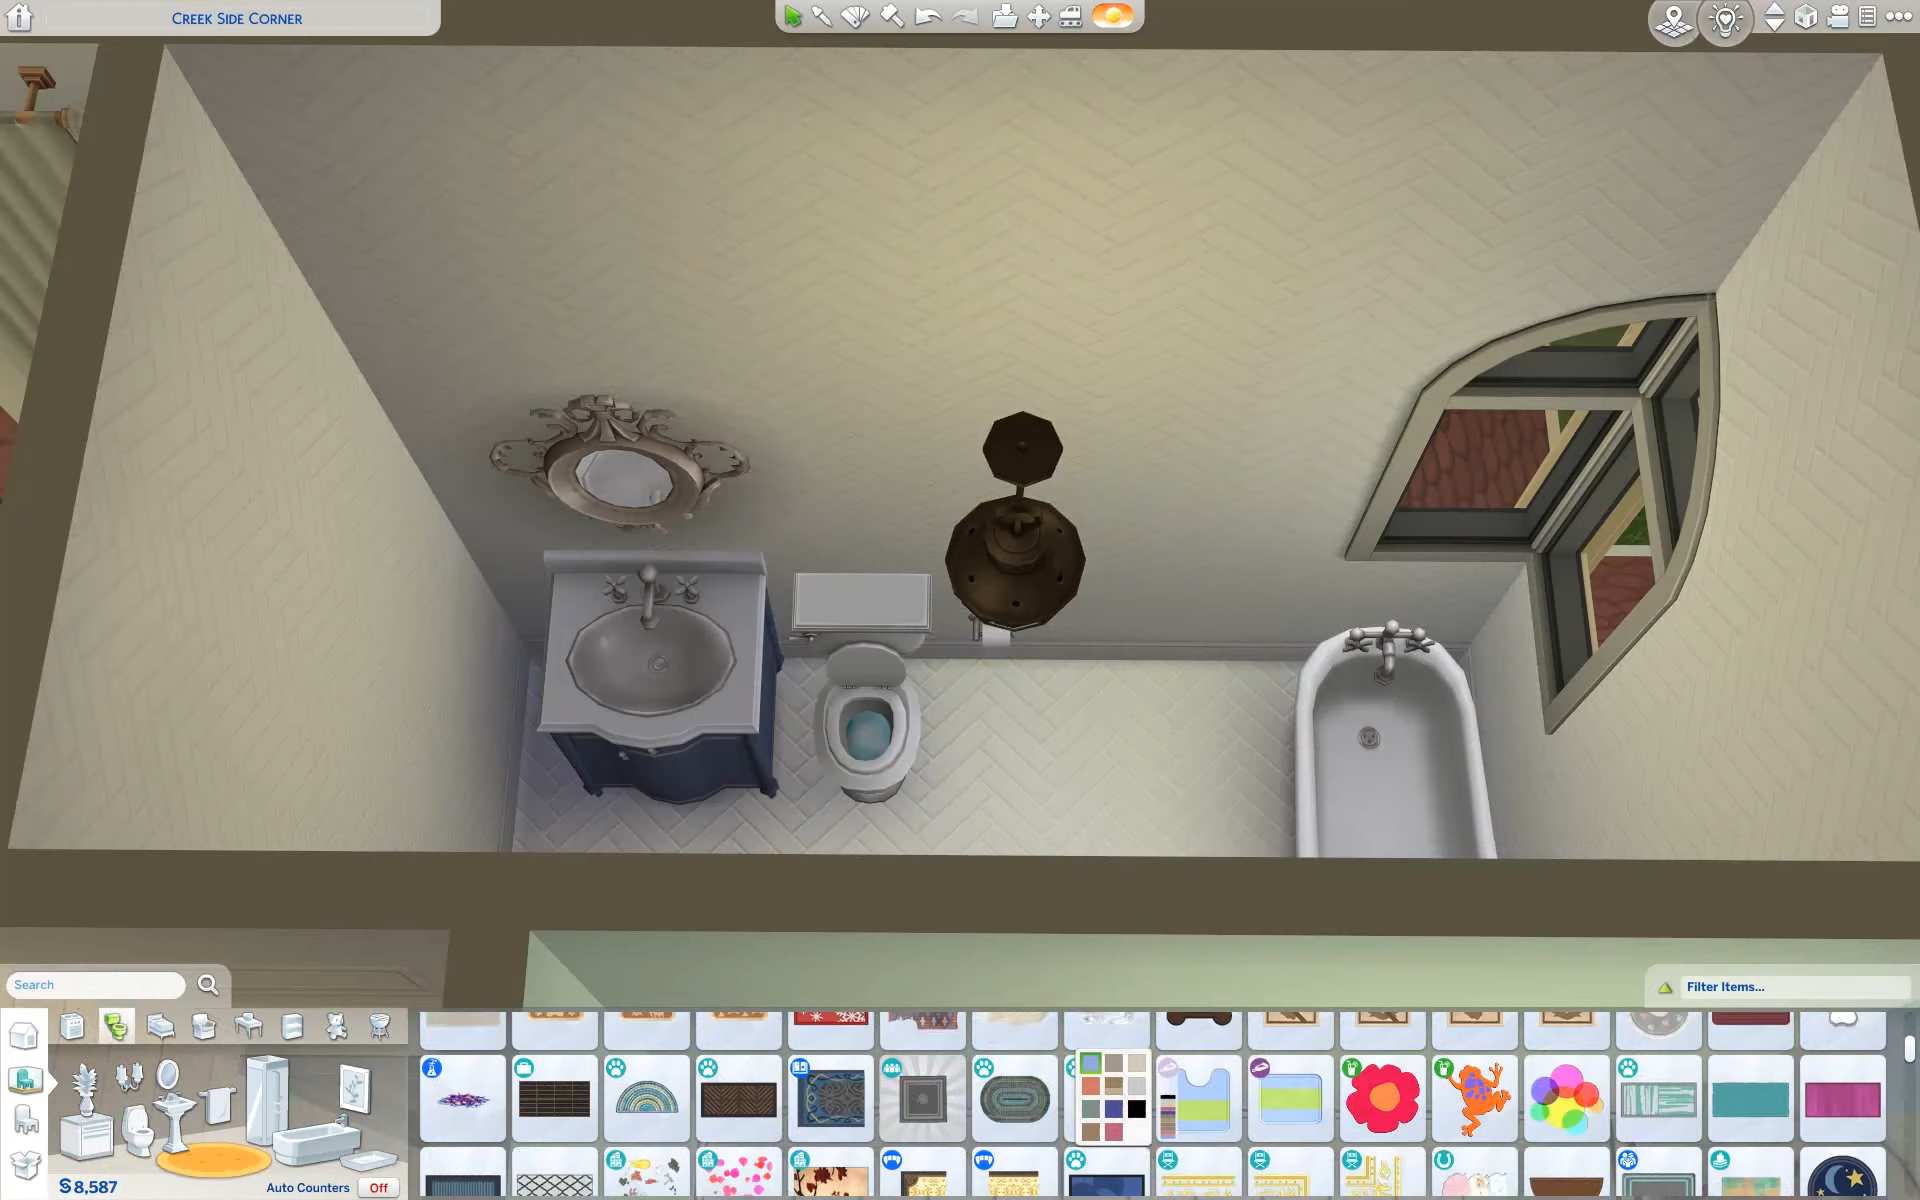 CREEK SIDE CORNER
Search
Filter Items...
§8,587
Auto Counters
Off